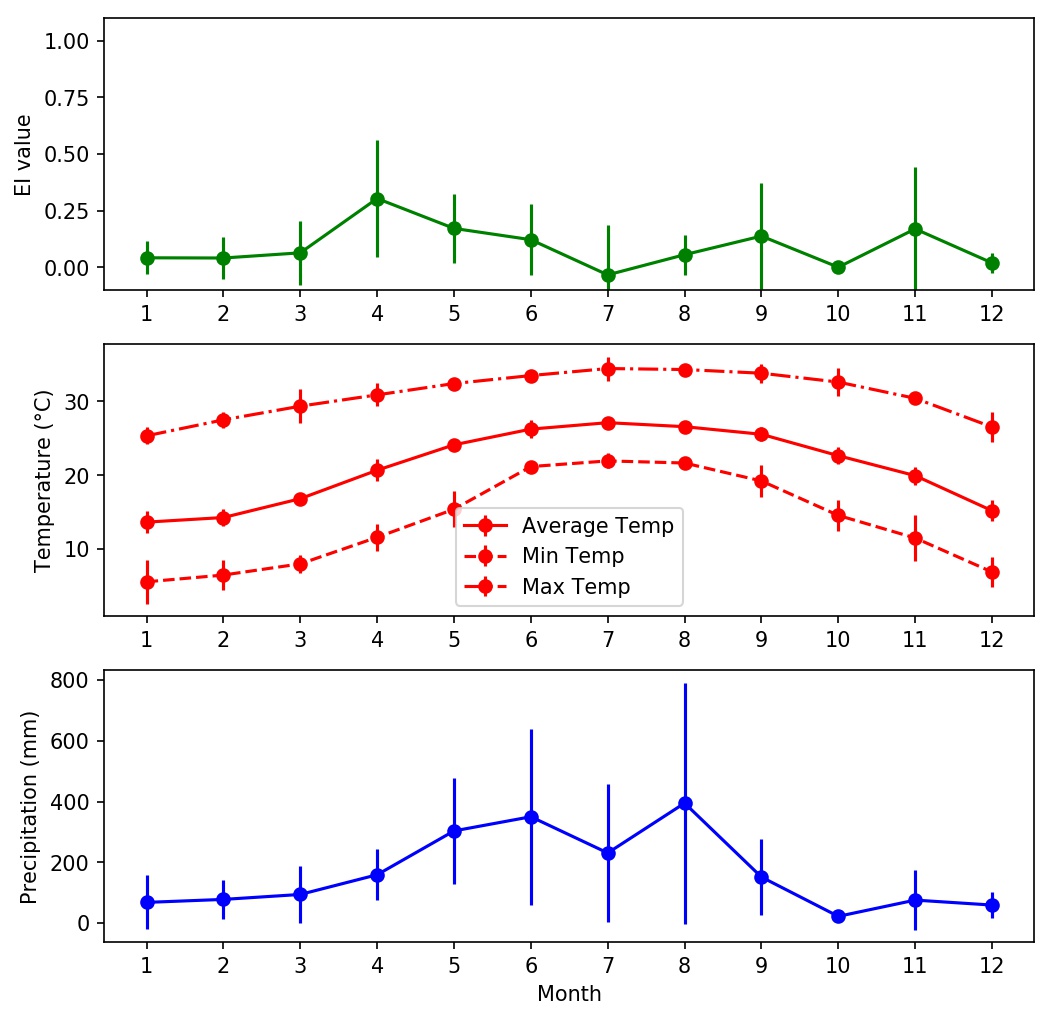 EI value
1.00
0.75
0.50
0.25
0.00
1 2 3 4 5 6 7 8 9 10 11 12
Temperature (°C)
30
20
10
Average Temp
Min Temp
Max Temp
1 2 3 4 5 6 7 8 9 10 11 12
Precipitation (mm)
800
600
400
200
0
1 2 3 4 5 6 7 8 9 10 11 12
Month